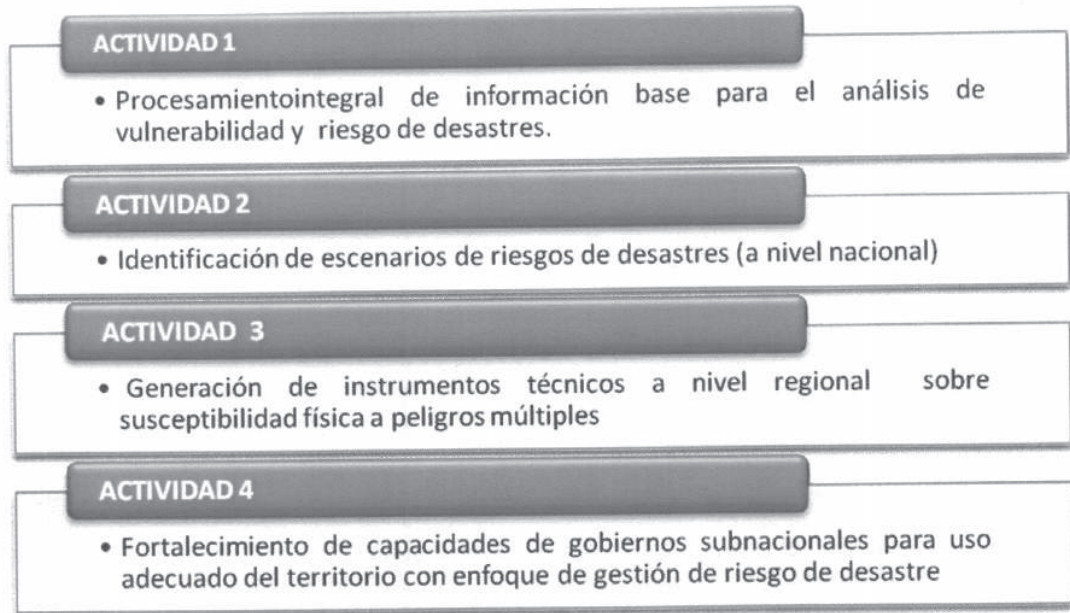 ACTIVIDAD 1
• Procesamientointegral de información base para el análisis de
vulnerabilidad y riesgo de desastres.
ACTIVIDAD 2
• Identificación de escenarios de riesgos de desastres (a nivel nacional)
ACTIVIDAD 3
• Generación de instrumentos técnicos a nivel regional sobre
susceptibilidad física a peligros múltiples
ACTIVIDAD 4
• Fortalecimiento de capacidades de gobiernos subnacionales para uso
adecuado del territorio con enfoque de gestión de riesgo de desastre